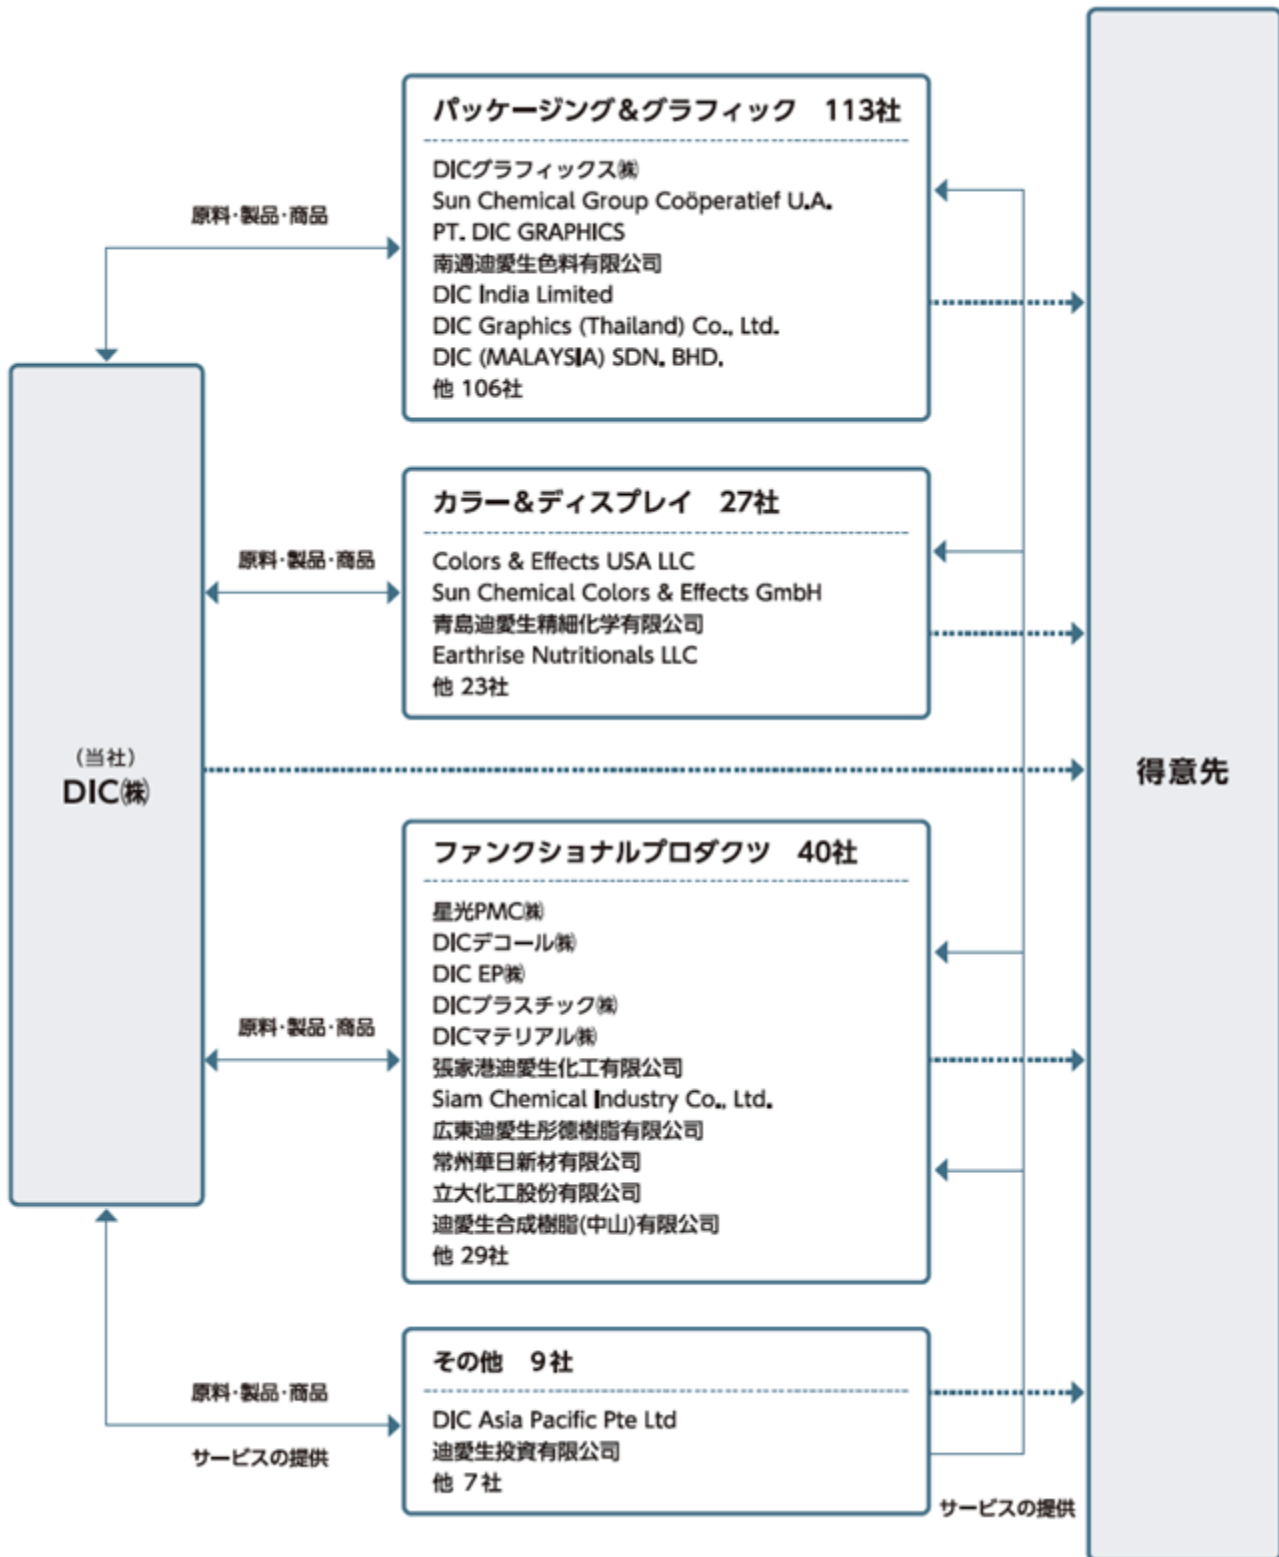 パッケージング&グラフィック 113社
DICグラフィックス㈱
Sun Chemical Group Coöperatief U.A.
PT. DIC GRAPHICS
南通迪愛生色料有限公司
DIC India Limited
DIC Graphics (Thailand) Co., Ltd.
DIC (MALAYSIA) SDN. BHD.
他 106社
原料・製品・商品
カラー&ディスプレイ 27社
Colors & Effects USA LLC
Sun Chemical Colors & Effects GmbH
青島迪愛生精細化学有限公司
Earthrise Nutritionals LLC
他 23社
原料・製品・商品
(当社)
DIC㈱
得意先
ファンクショナルプロダクツ 40社
星光PMC㈱
DICデコール㈱
DIC EP㈱
DICプラスチック㈱
DICマテリアル㈱
張家港迪愛生化工有限公司
Siam Chemical Industry Co., Ltd.
広東迪愛生彤德樹脂有限公司
常州華日新材有限公司
立大化工股份有限公司
迪愛生合成樹脂(中山)有限公司
他 29社
原料・製品・商品
その他 9社
DIC Asia Pacific Pte Ltd
迪愛生投資有限公司
他 7社
原料・製品・商品
サービスの提供
サービスの提供